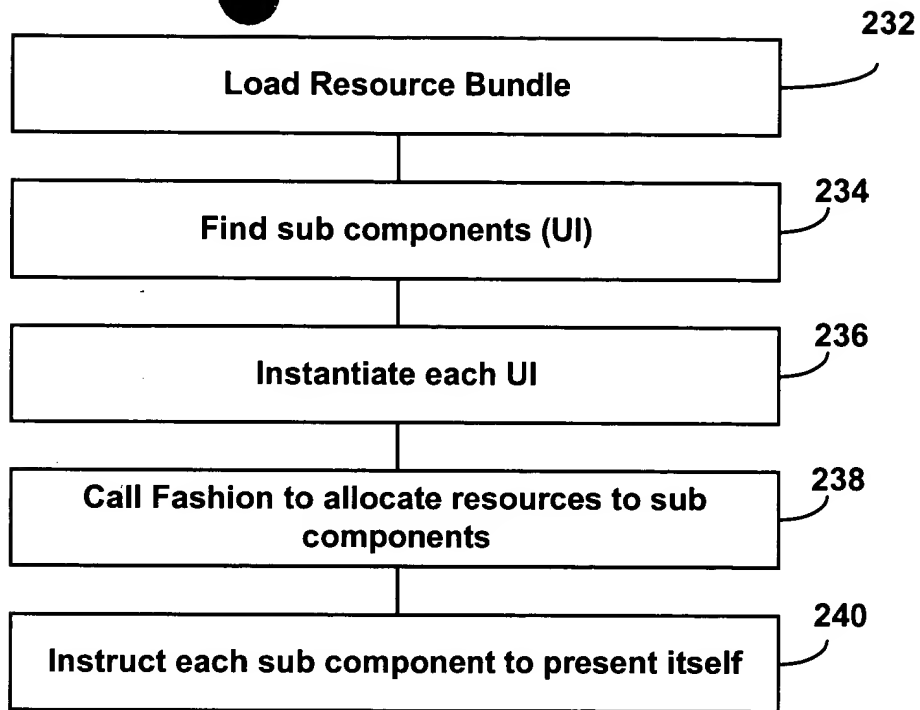 232
Load Resource Bundle
234
Find sub components (UI)
236
Instantiate each UI
238
Call Fashion to allocate resources to sub
components
240
Instruct each sub component to present itself